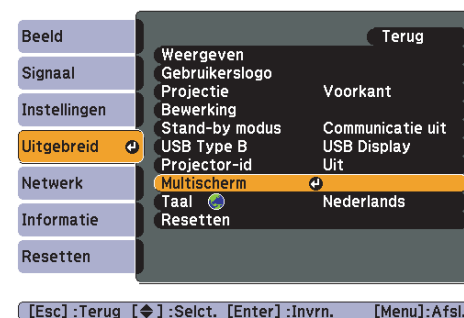 Beeld
Signaal
Instellingen
Uitgebreid
Netwerk
Informatie
Resetten
Terug
Weergeven
Gebruikerslogo
Projectie Voorkant
Bewerking
Stand-by modus Communicatie uit
USB Type B USB Display
Projector-id Uit
Multischerm
Taal Nederlands
Resetten
[Esc] :Terug [◆] :Selct. [Enter] :Invrn. [Menu]:Afsl.